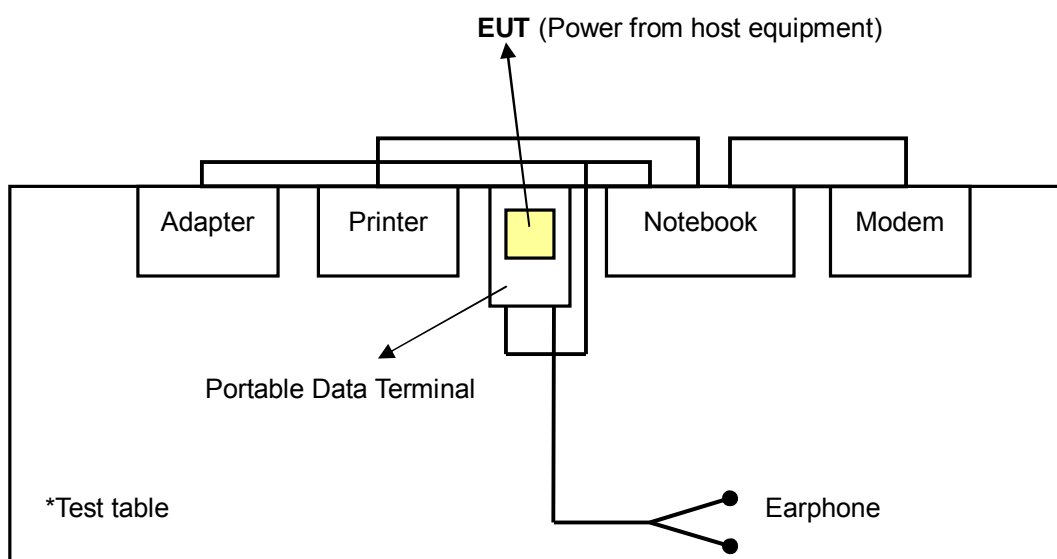 EUT (Power from host equipment)
Adapter
Printer
Notebook
Modem
Portable Data Terminal
*Test table
Earphone